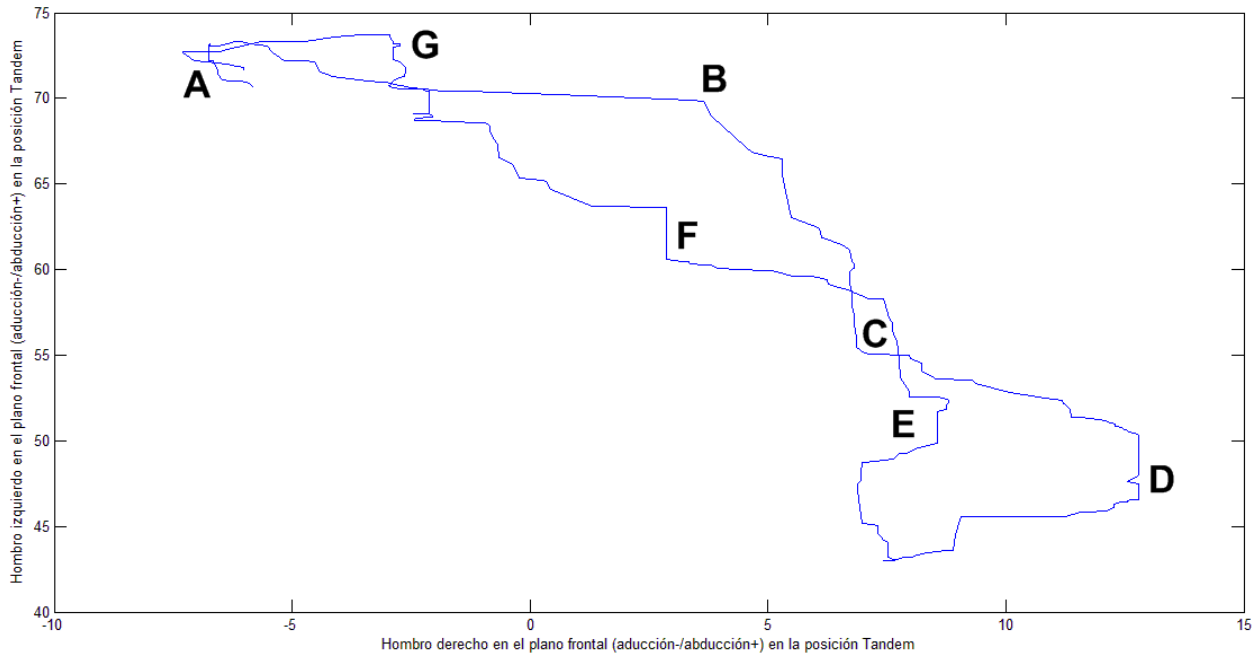 75
70
65
60
55
50
45
40
-10
-5
0
5
10
15
Hombro izquierdo en el plano frontal (aducción-/abducción+) en la posición Tandem
Hombro derecho en el plano frontal (aducción-/abducción+) en la posición Tandem
A
G
B
F
C
E
D